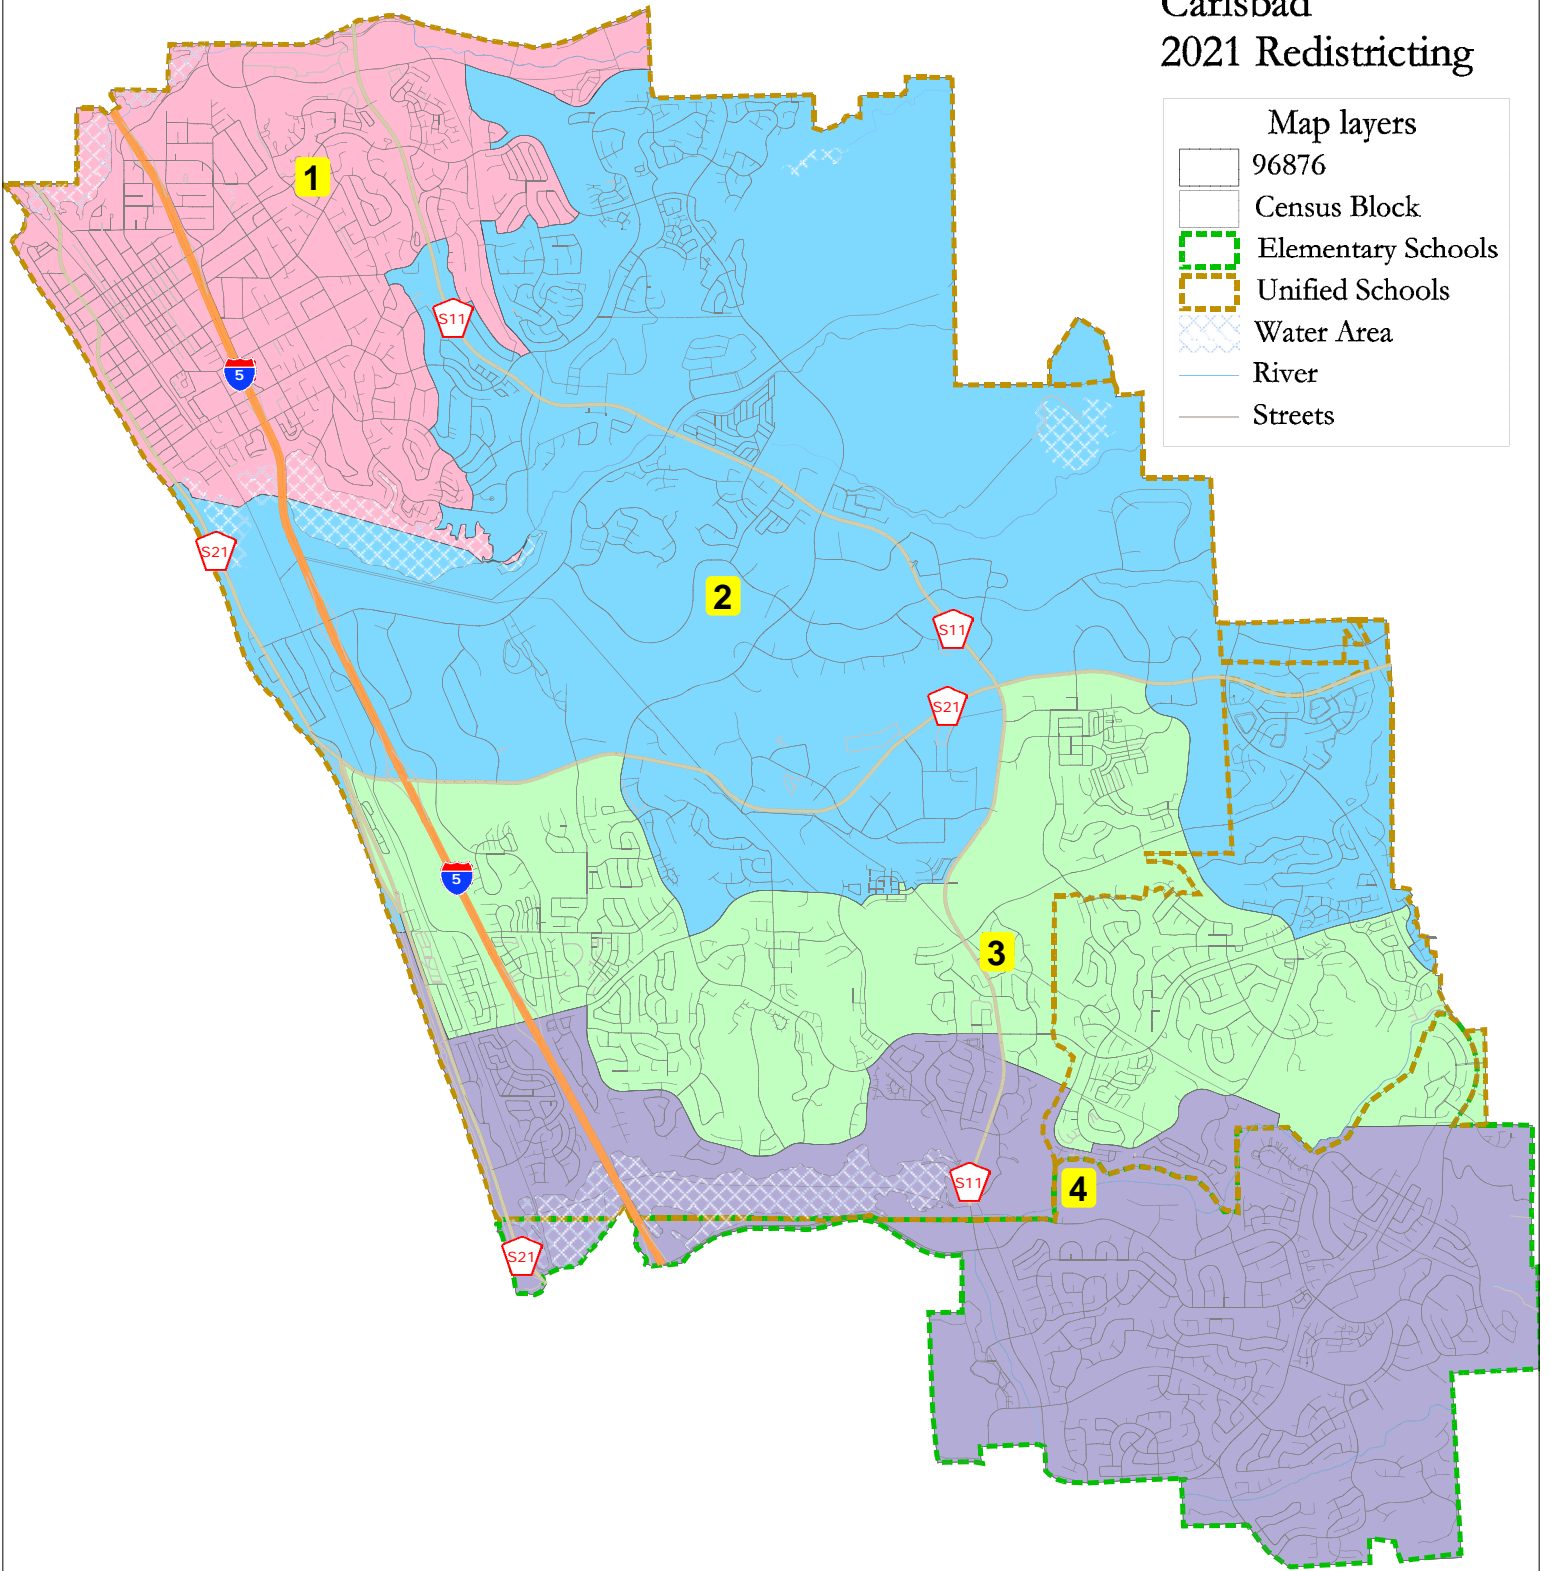 Carlsbad
2021 Redistricting
Map layers
96876
Census Block
Elementary Schools
Unified Schools
Water Area
River
Streets
1
S11
5
S21
2
S11
S21
5
3
S11
4
S21